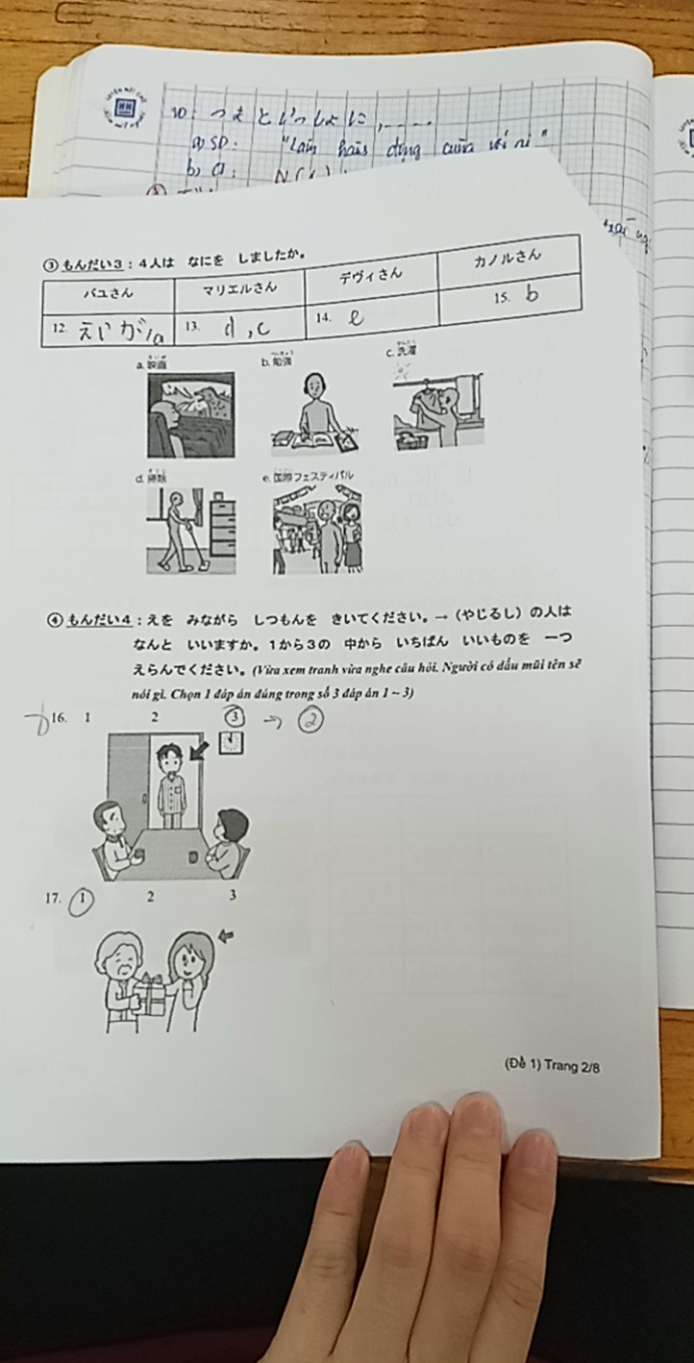 10: つまといっしょに, .....
a) SD: "Làm hành động cùng với ai"
b)
③ もんだい3：4人は なにを しましたか。
バユさん マリエルさん デヴィさん カノルさん
12. えいが/a 13. d, c 14. e 15. b
a. 映画 b. 勉強 c. 洗濯
d. 掃除 e. 国際フェスティバル
④ もんだい4：えを みながら しつもんを きいてください。→（やじるし）の人は
なんと いいますか。1から3の 中から いちばん いいものを 一つ
えらんでください。(Vừa xem tranh vừa nghe câu hỏi. Người có dấu mũi tên sẽ
nói gì. Chọn 1 đáp án đúng trong số 3 đáp án 1 ~ 3)
16. 1 2 3 → 2
17. 1 2 3
(Đề 1) Trang 2/8